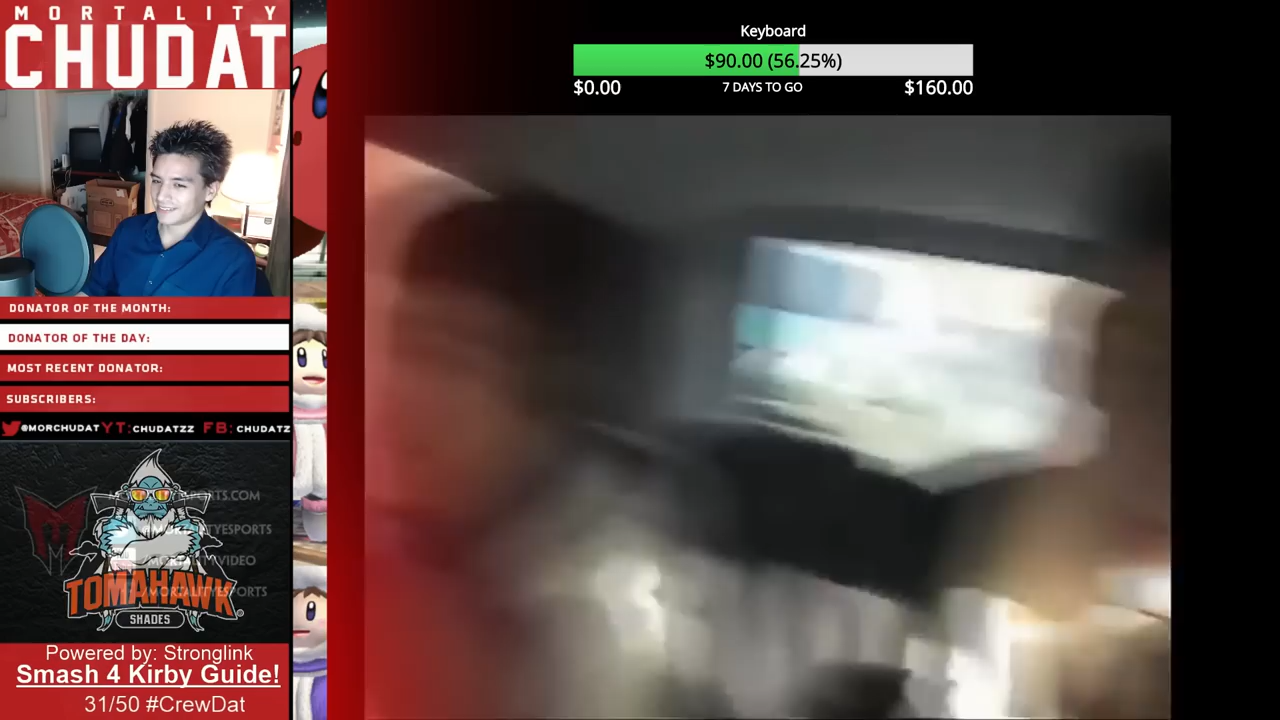 MORTALITY
CHUDAT
Keyboard
$90.00 (56.25%)
$0.00
7 DAYS TO GO
$160.00
DONATOR OF THE MONTH:
DONATOR OF THE DAY:
MOST RECENT DONATOR:
SUBSCRIBERS:
@MORCHUDAT YT: CHUDATZZ FB: CHUDATZ
TOMAHAWK
SHADES
Powered by: Stronglink
Smash 4 Kirby Guide!
31/50 #CrewDat